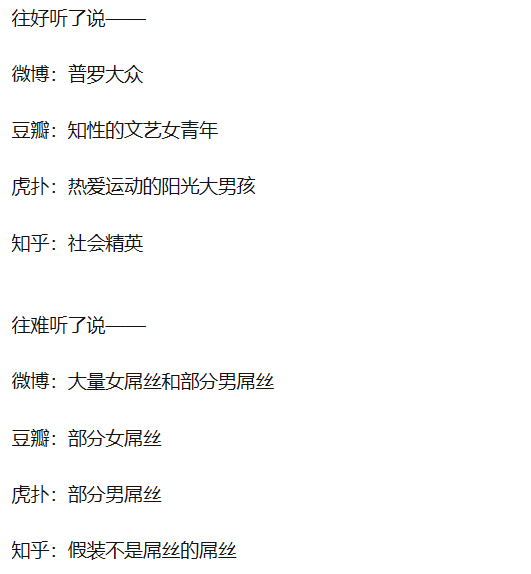 往好听了说——
微博：普罗大众
豆瓣：知性的文艺女青年
虎扑：热爱运动的阳光大男孩
知乎：社会精英
往难听了说——
微博：大量女屌丝和部分男屌丝
豆瓣：部分女屌丝
虎扑：部分男屌丝
知乎：假装不是屌丝的屌丝